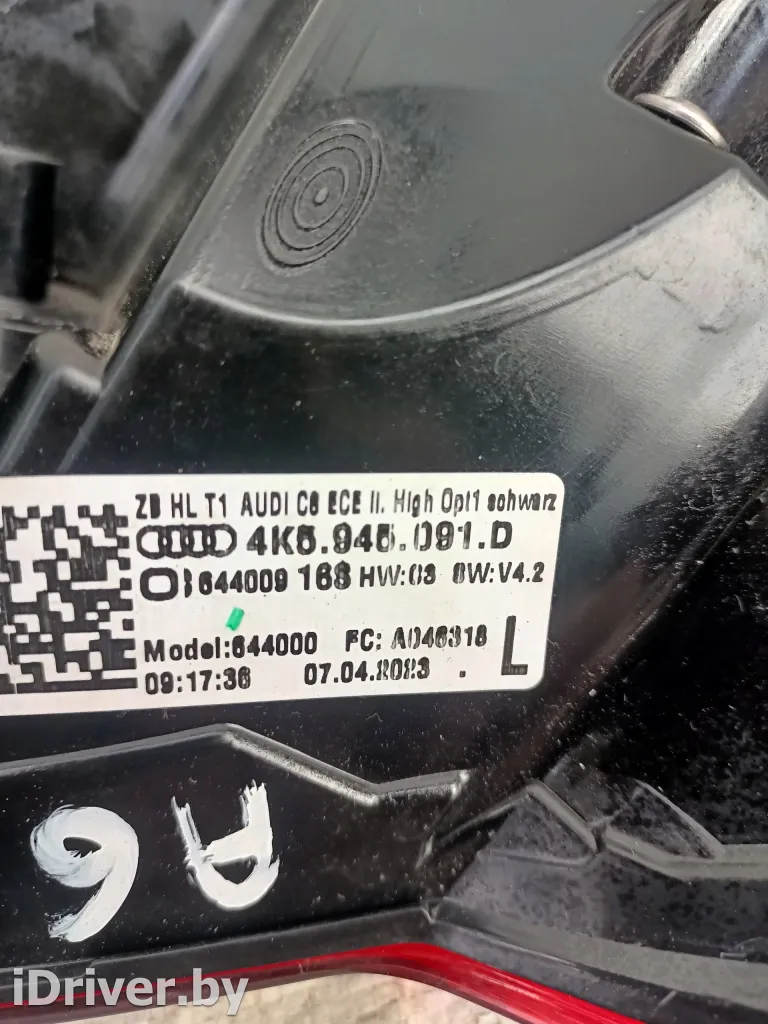 ZB HL T1 AUDI C8 ECE II. High Opt1 schwarz
4K5.945.091.D
644009 168 HW:03 SW:V4.2
Model:644000 FC: A046318 L
09:17:36 07.04.2023 .
A6
iDriver.by